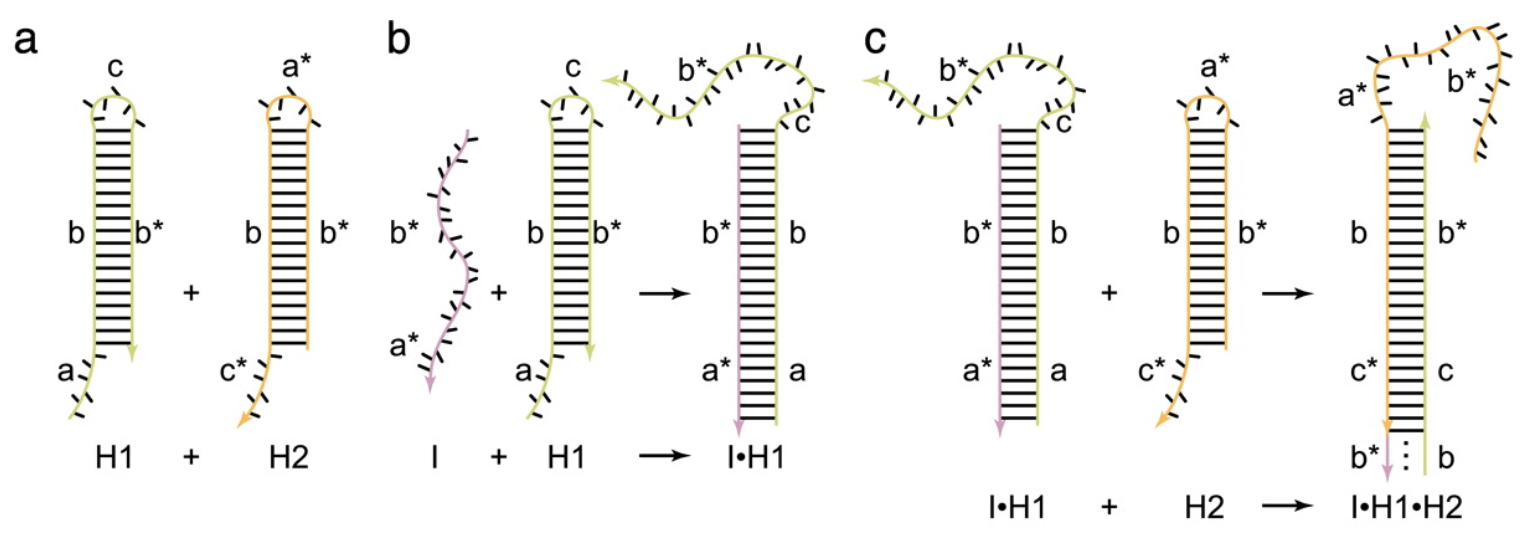 a b c
c a* c b* c b* c a* a* b*
b b* b b* b* b b* b* b b* b b b* b b*
+ + + →
a c* a* a a* a a* a c* c* c
b* ⋮ b
H1 + H2 I + H1 → I•H1
I•H1 + H2 → I•H1•H2